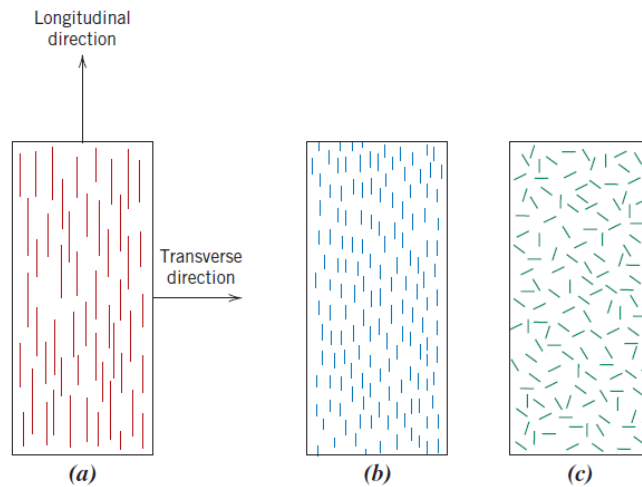 Longitudinal
direction
Transverse
direction
(a)
(b)
(c)